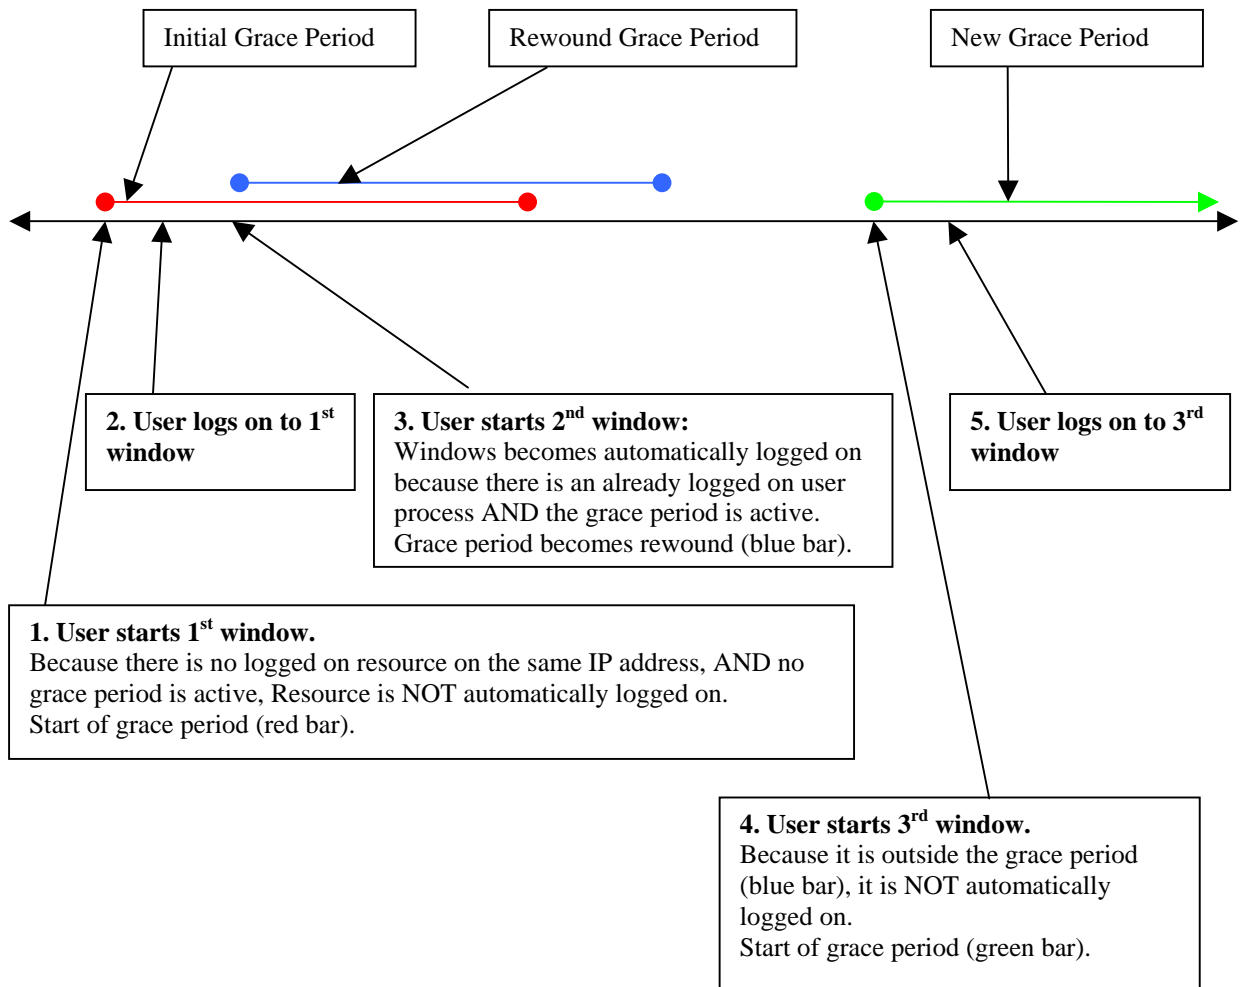 Initial Grace Period
Rewound Grace Period
New Grace Period
2. User logs on to 1st
window
3. User starts 2nd window:
Windows becomes automatically logged on
because there is an already logged on user
process AND the grace period is active.
Grace period becomes rewound (blue bar).
5. User logs on to 3rd
window
1. User starts 1st window.
Because there is no logged on resource on the same IP address, AND no
grace period is active, Resource is NOT automatically logged on.
Start of grace period (red bar).
4. User starts 3rd window.
Because it is outside the grace period
(blue bar), it is NOT automatically
logged on.
Start of grace period (green bar).